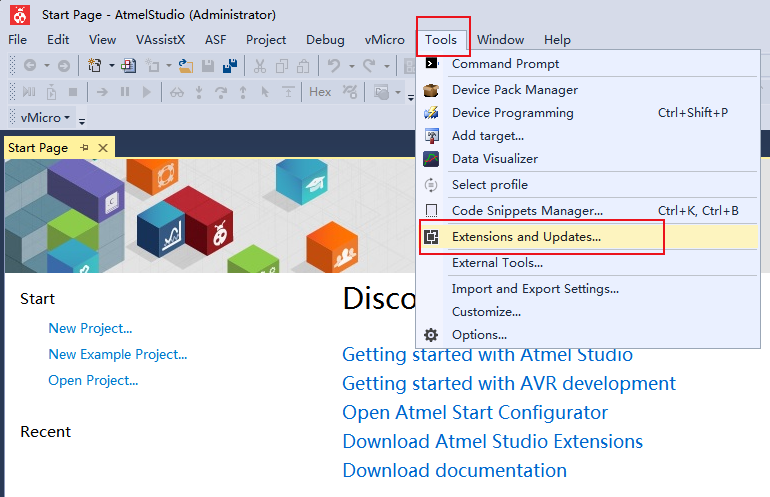 Start Page - AtmelStudio (Administrator)
File Edit View VAssistX ASF Project Debug vMicro Tools Window Help
Hex
vMicro
Start Page
Command Prompt
Device Pack Manager
Device Programming Ctrl+Shift+P
Add target...
Data Visualizer
Select profile
Code Snippets Manager... Ctrl+K, Ctrl+B
Extensions and Updates...
External Tools...
Import and Export Settings...
Customize...
Options...
Start
New Project...
New Example Project...
Open Project...
Recent
Disco
Getting started with Atmel Studio
Getting started with AVR development
Open Atmel Start Configurator
Download Atmel Studio Extensions
Download documentation